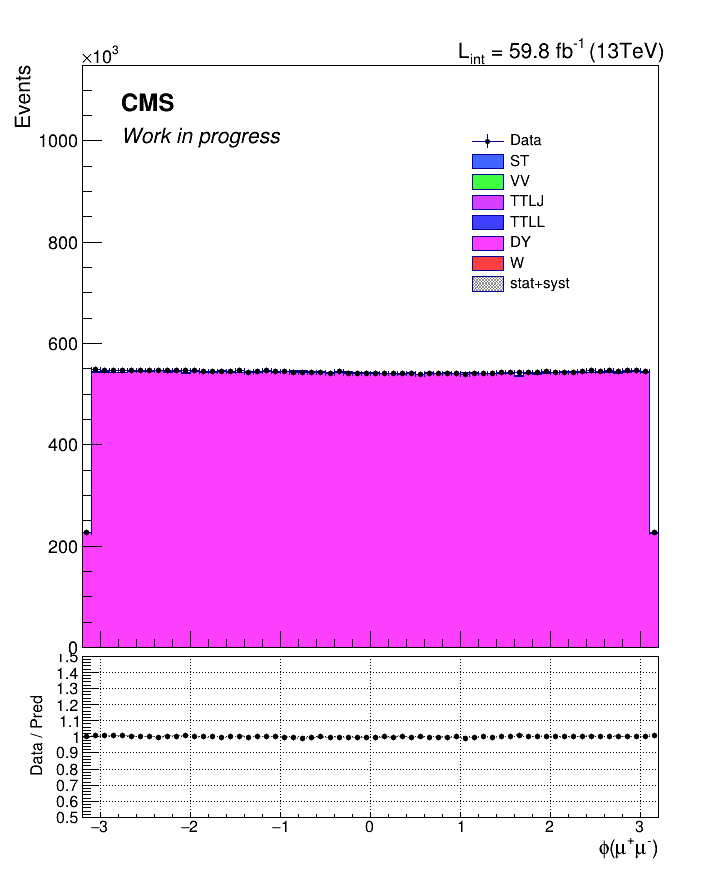 ×10³
L_int = 59.8 fb⁻¹ (13TeV)
Events
CMS
Work in progress
Data
ST
VV
TTLJ
TTLL
DY
W
stat+syst
1000
800
600
400
200
0
Data / Pred
1.5
1.4
1.3
1.2
1.1
1
0.9
0.8
0.7
0.6
0.5
−3 −2 −1 0 1 2 3
ϕ(μ⁺μ⁻)